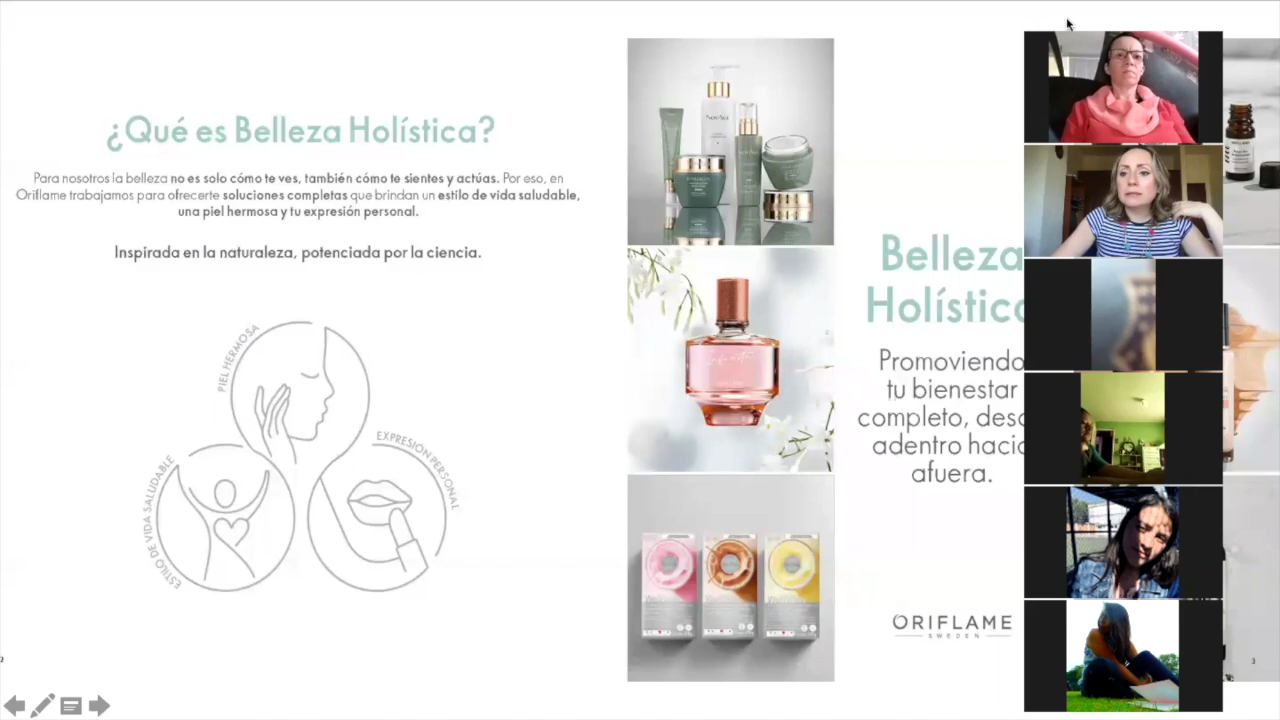 ¿Qué es Belleza Holística?
Para nosotros la belleza no es solo cómo te ves, también cómo te sientes y actúas. Por eso, en
Oriflame trabajamos para ofrecerte soluciones completas que brindan un estilo de vida saludable,
una piel hermosa y tu expresión personal.
Inspirada en la naturaleza, potenciada por la ciencia.
PIEL HERMOSA
EXPRESIÓN PERSONAL
ESTILO DE VIDA SALUDABLE
Belleza
Holística
Promoviendo
tu bienestar
completo, desd
adentro hacia
afuera.
ORIFLAME
SWEDEN
3